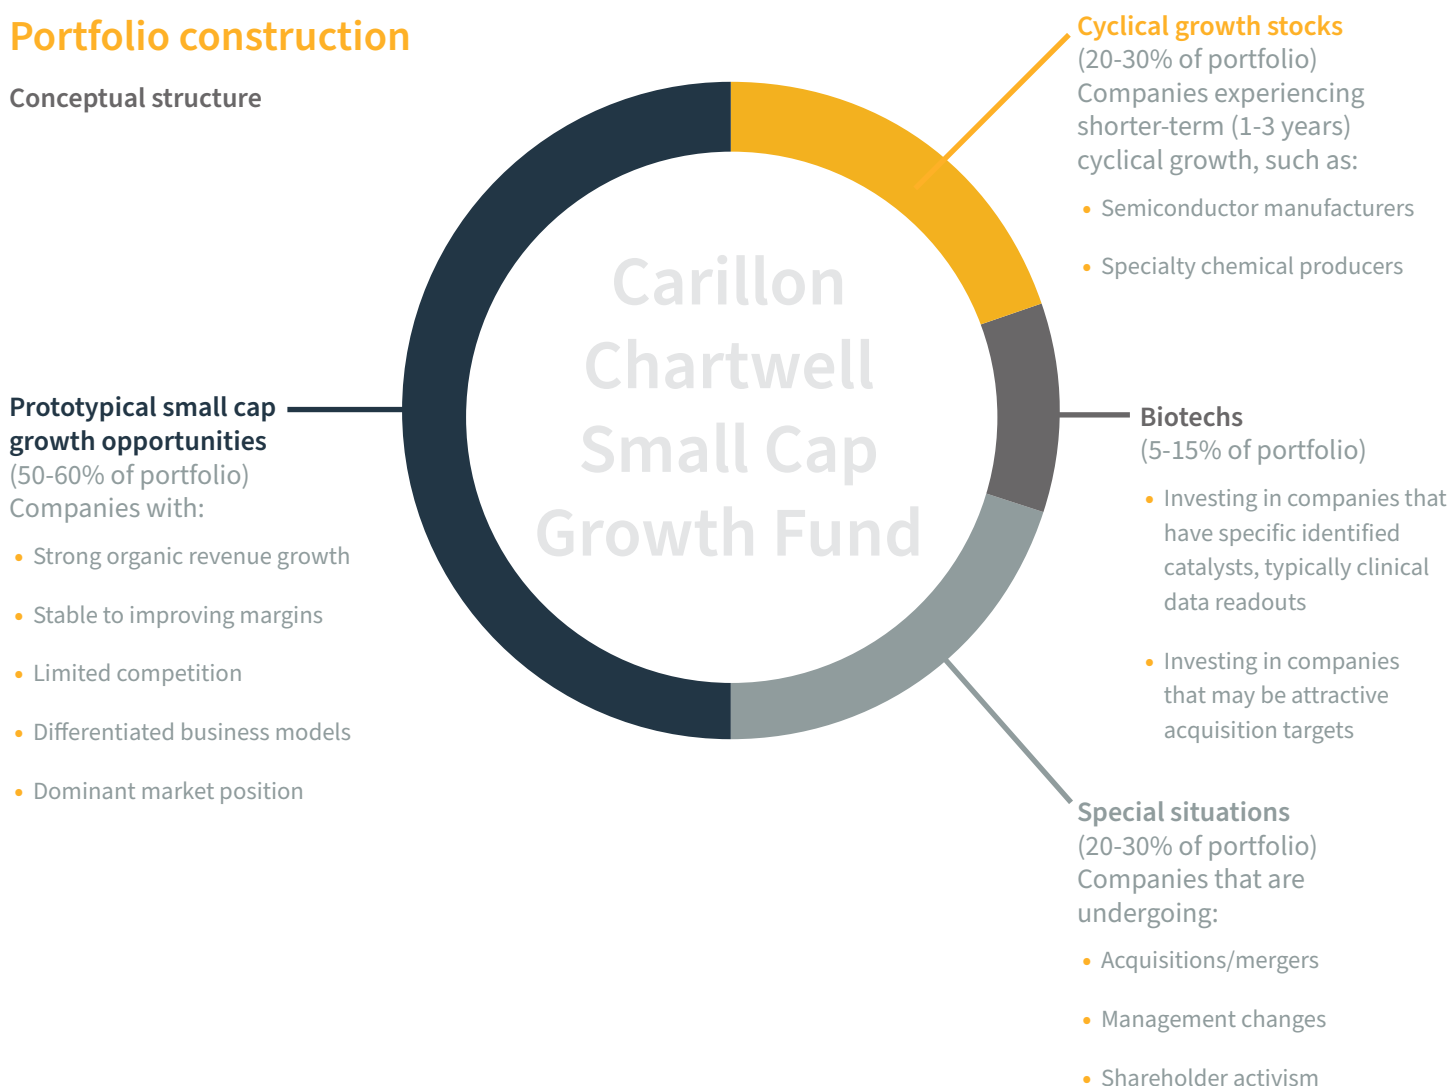 Portfolio construction
Conceptual structure
Cyclical growth stocks
(20-30% of portfolio)
Companies experiencing
shorter-term (1-3 years)
cyclical growth, such as:
• Semiconductor manufacturers
• Specialty chemical producers
Carillon
Chartwell
Small Cap
Growth Fund
Prototypical small cap
growth opportunities
(50-60% of portfolio)
Companies with:
• Strong organic revenue growth
• Stable to improving margins
• Limited competition
• Differentiated business models
• Dominant market position
Biotechs
(5-15% of portfolio)
• Investing in companies that
have specific identified
catalysts, typically clinical
data readouts
• Investing in companies
that may be attractive
acquisition targets
Special situations
(20-30% of portfolio)
Companies that are
undergoing:
• Acquisitions/mergers
• Management changes
• Shareholder activism